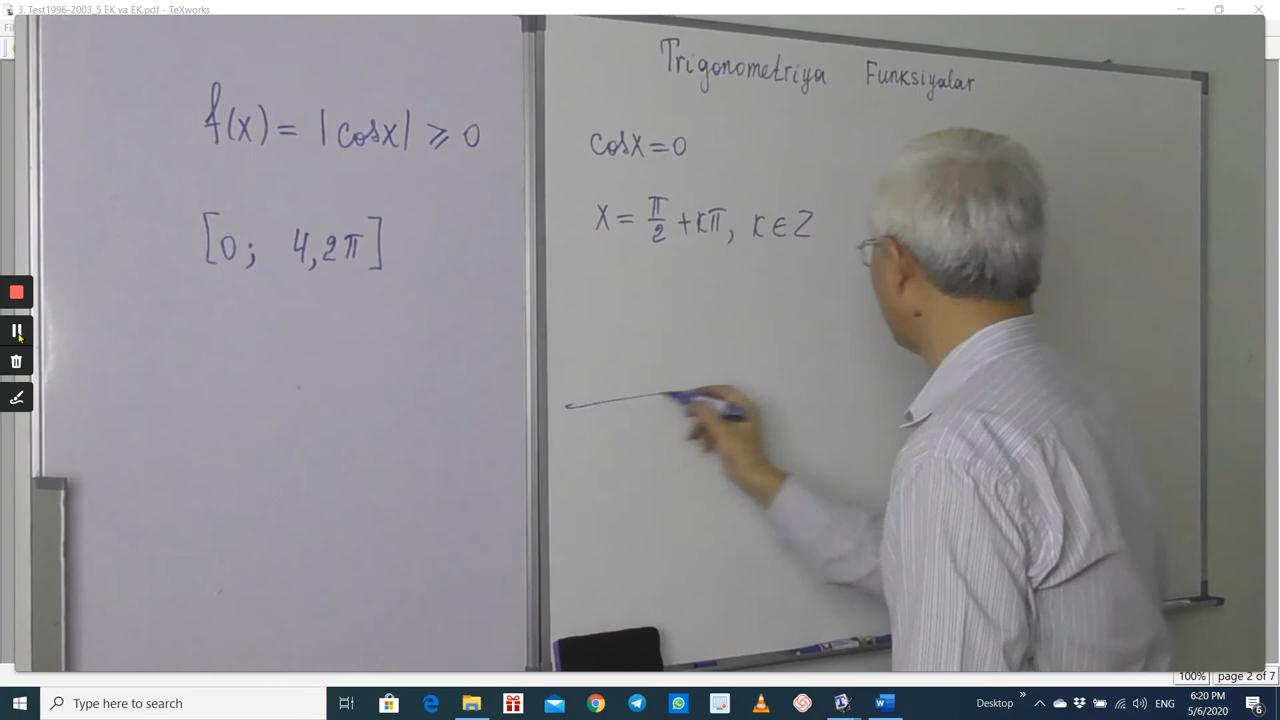 3. Test1996-2003_5 EK va EK.pdf - TeXworks
f(x) = |cosx| ⩾ 0
[0; 4,2π]
Trigonometriya Funksiyalar
cosx=0
x = π/2 + kπ, k∈Z
100% page 2 of 7
Type here to search
Desktop » ENG 6:20 PM 5/6/2020 6